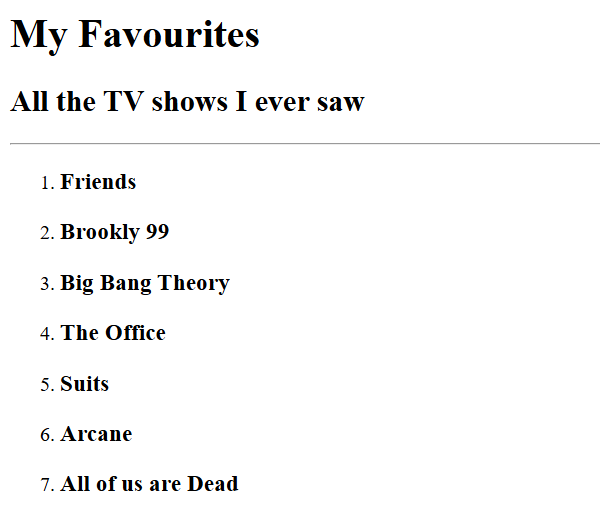 My Favourites
All the TV shows I ever saw
1. Friends
2. Brookly 99
3. Big Bang Theory
4. The Office
5. Suits
6. Arcane
7. All of us are Dead